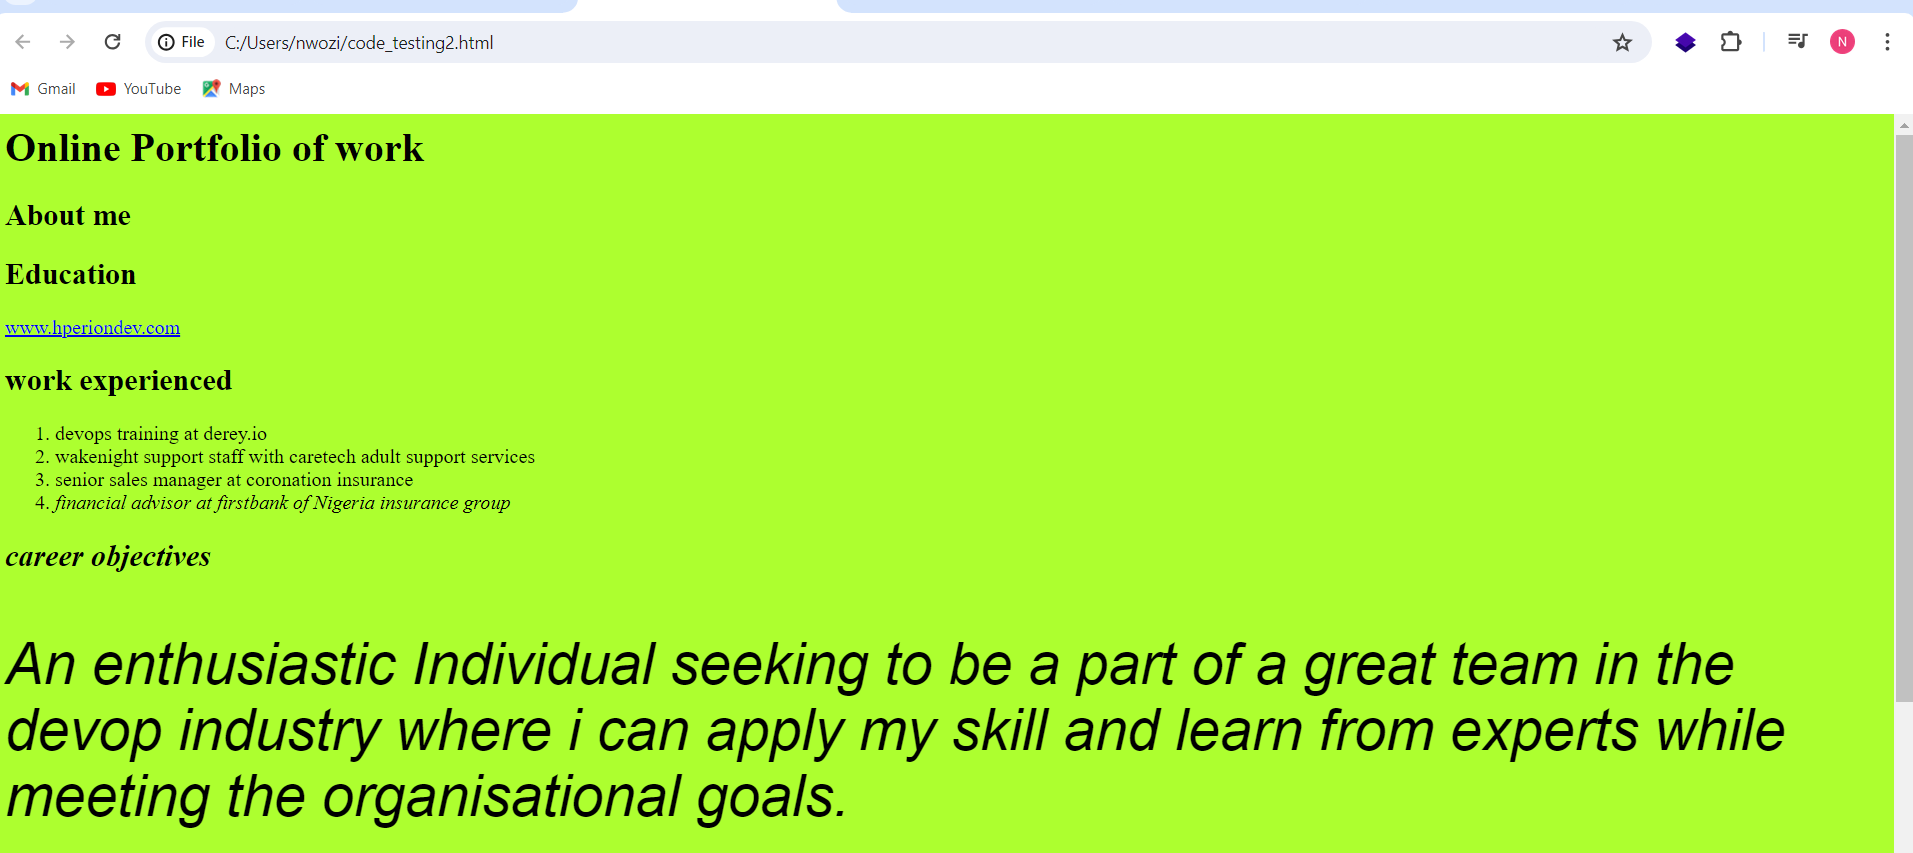 File C:/Users/nwozi/code_testing2.html N
Gmail YouTube Maps
Online Portfolio of work
About me
Education
www.hperiondev.com
work experienced
1. devops training at derey.io
2. wakenight support staff with caretech adult support services
3. senior sales manager at coronation insurance
4. financial advisor at firstbank of Nigeria insurance group
career objectives
An enthusiastic Individual seeking to be a part of a great team in the
devop industry where i can apply my skill and learn from experts while
meeting the organisational goals.